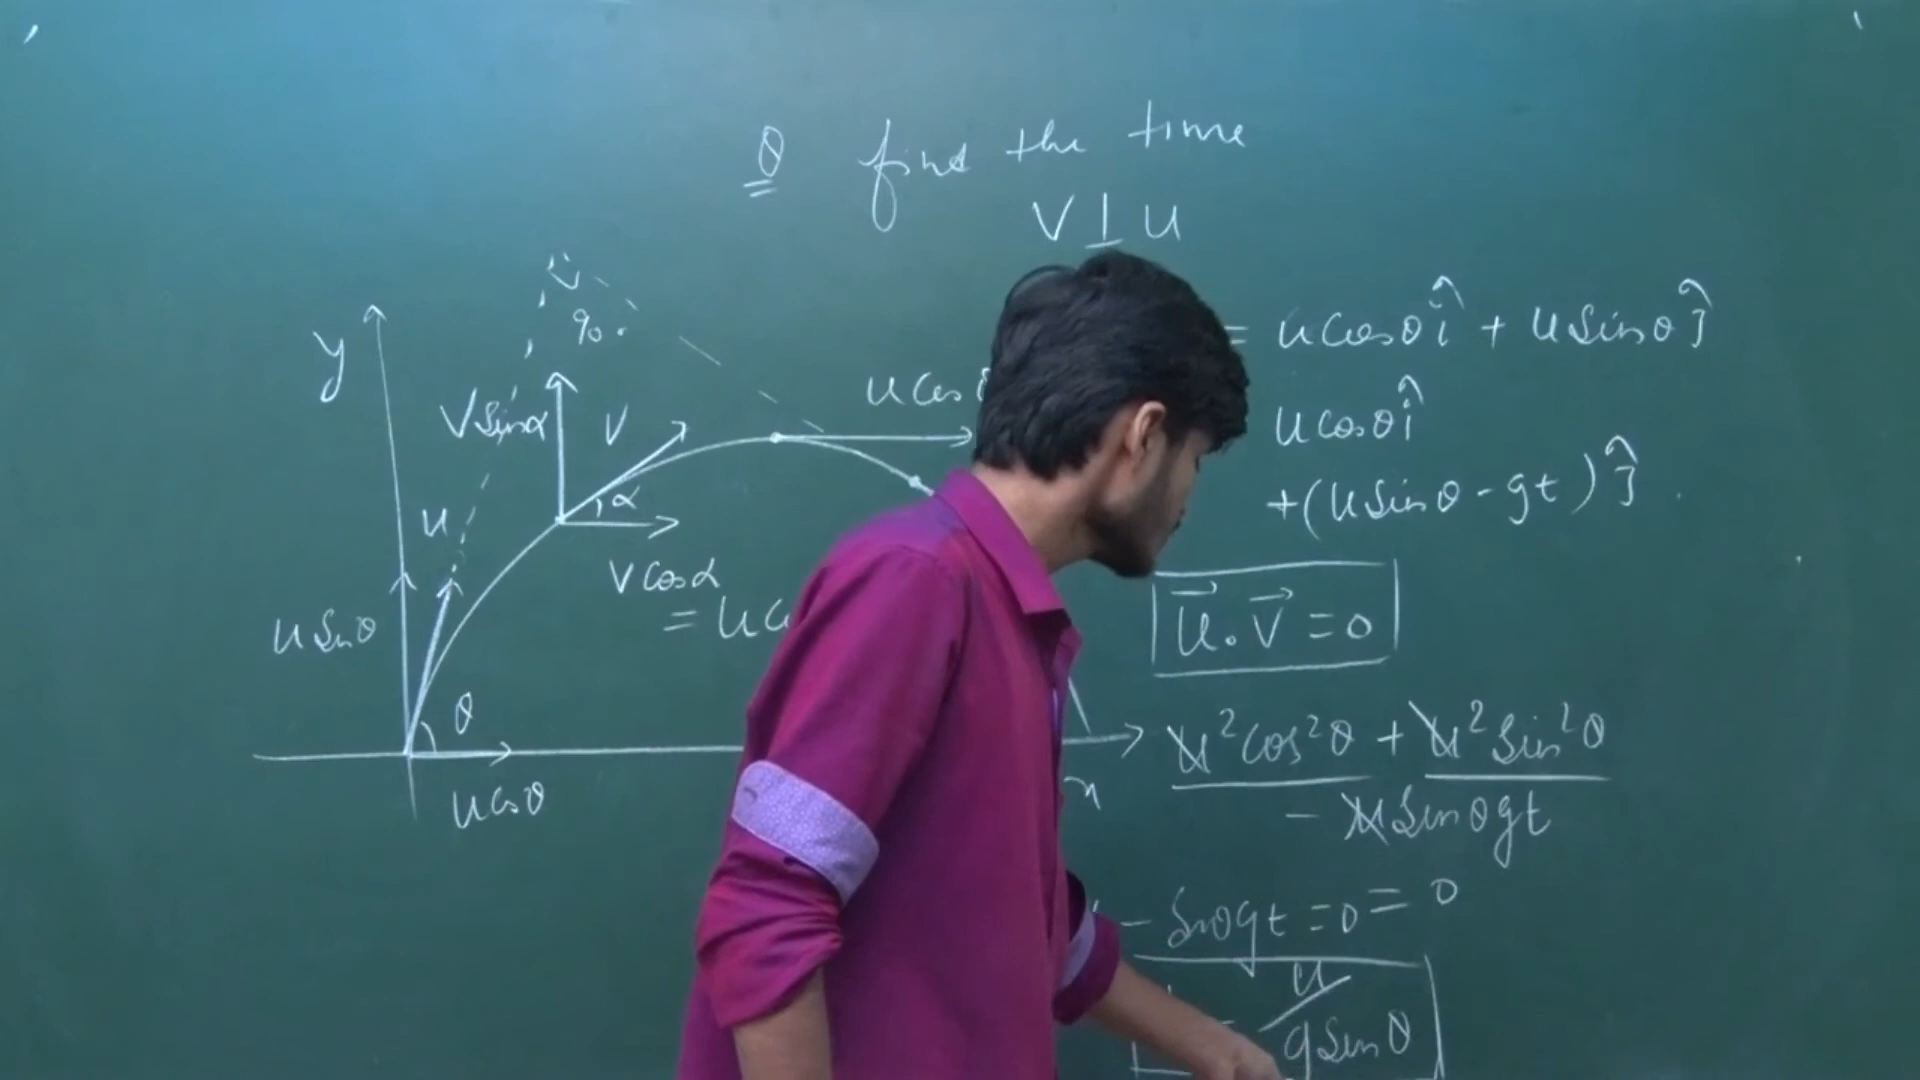 Q find the time
V ⊥ u
y
90°
V sinα
V
α
u
V cosα
= u
u cos
u sinθ
θ
u cosθ
x
= u cosθ î + u sinθ ĵ
u cosθ î
+(u sinθ - gt) ĵ
u⃗ . v⃗ = 0
u² cos²θ + u² sin²θ
- u sinθ gt
= 0
- sinθ gt = 0
= u / g sinθ